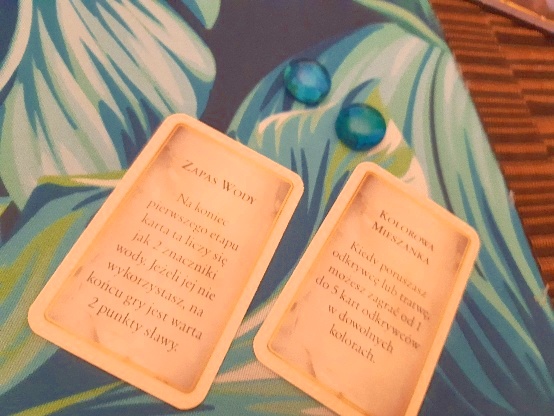 Zapas Wody
Na koniec
pierwszego etapu
karta ta liczy się
jak 2 znaczniki
wody. Jeżeli jej nie
wykorzystasz, na
końcu gry jest warta
2 punkty sławy.
Kolorowa
Mieszanka
Kiedy poruszasz
odkrywcę lub tratwę,
możesz zagrać od 1
do 5 kart odkrywców
w dowolnych
kolorach.